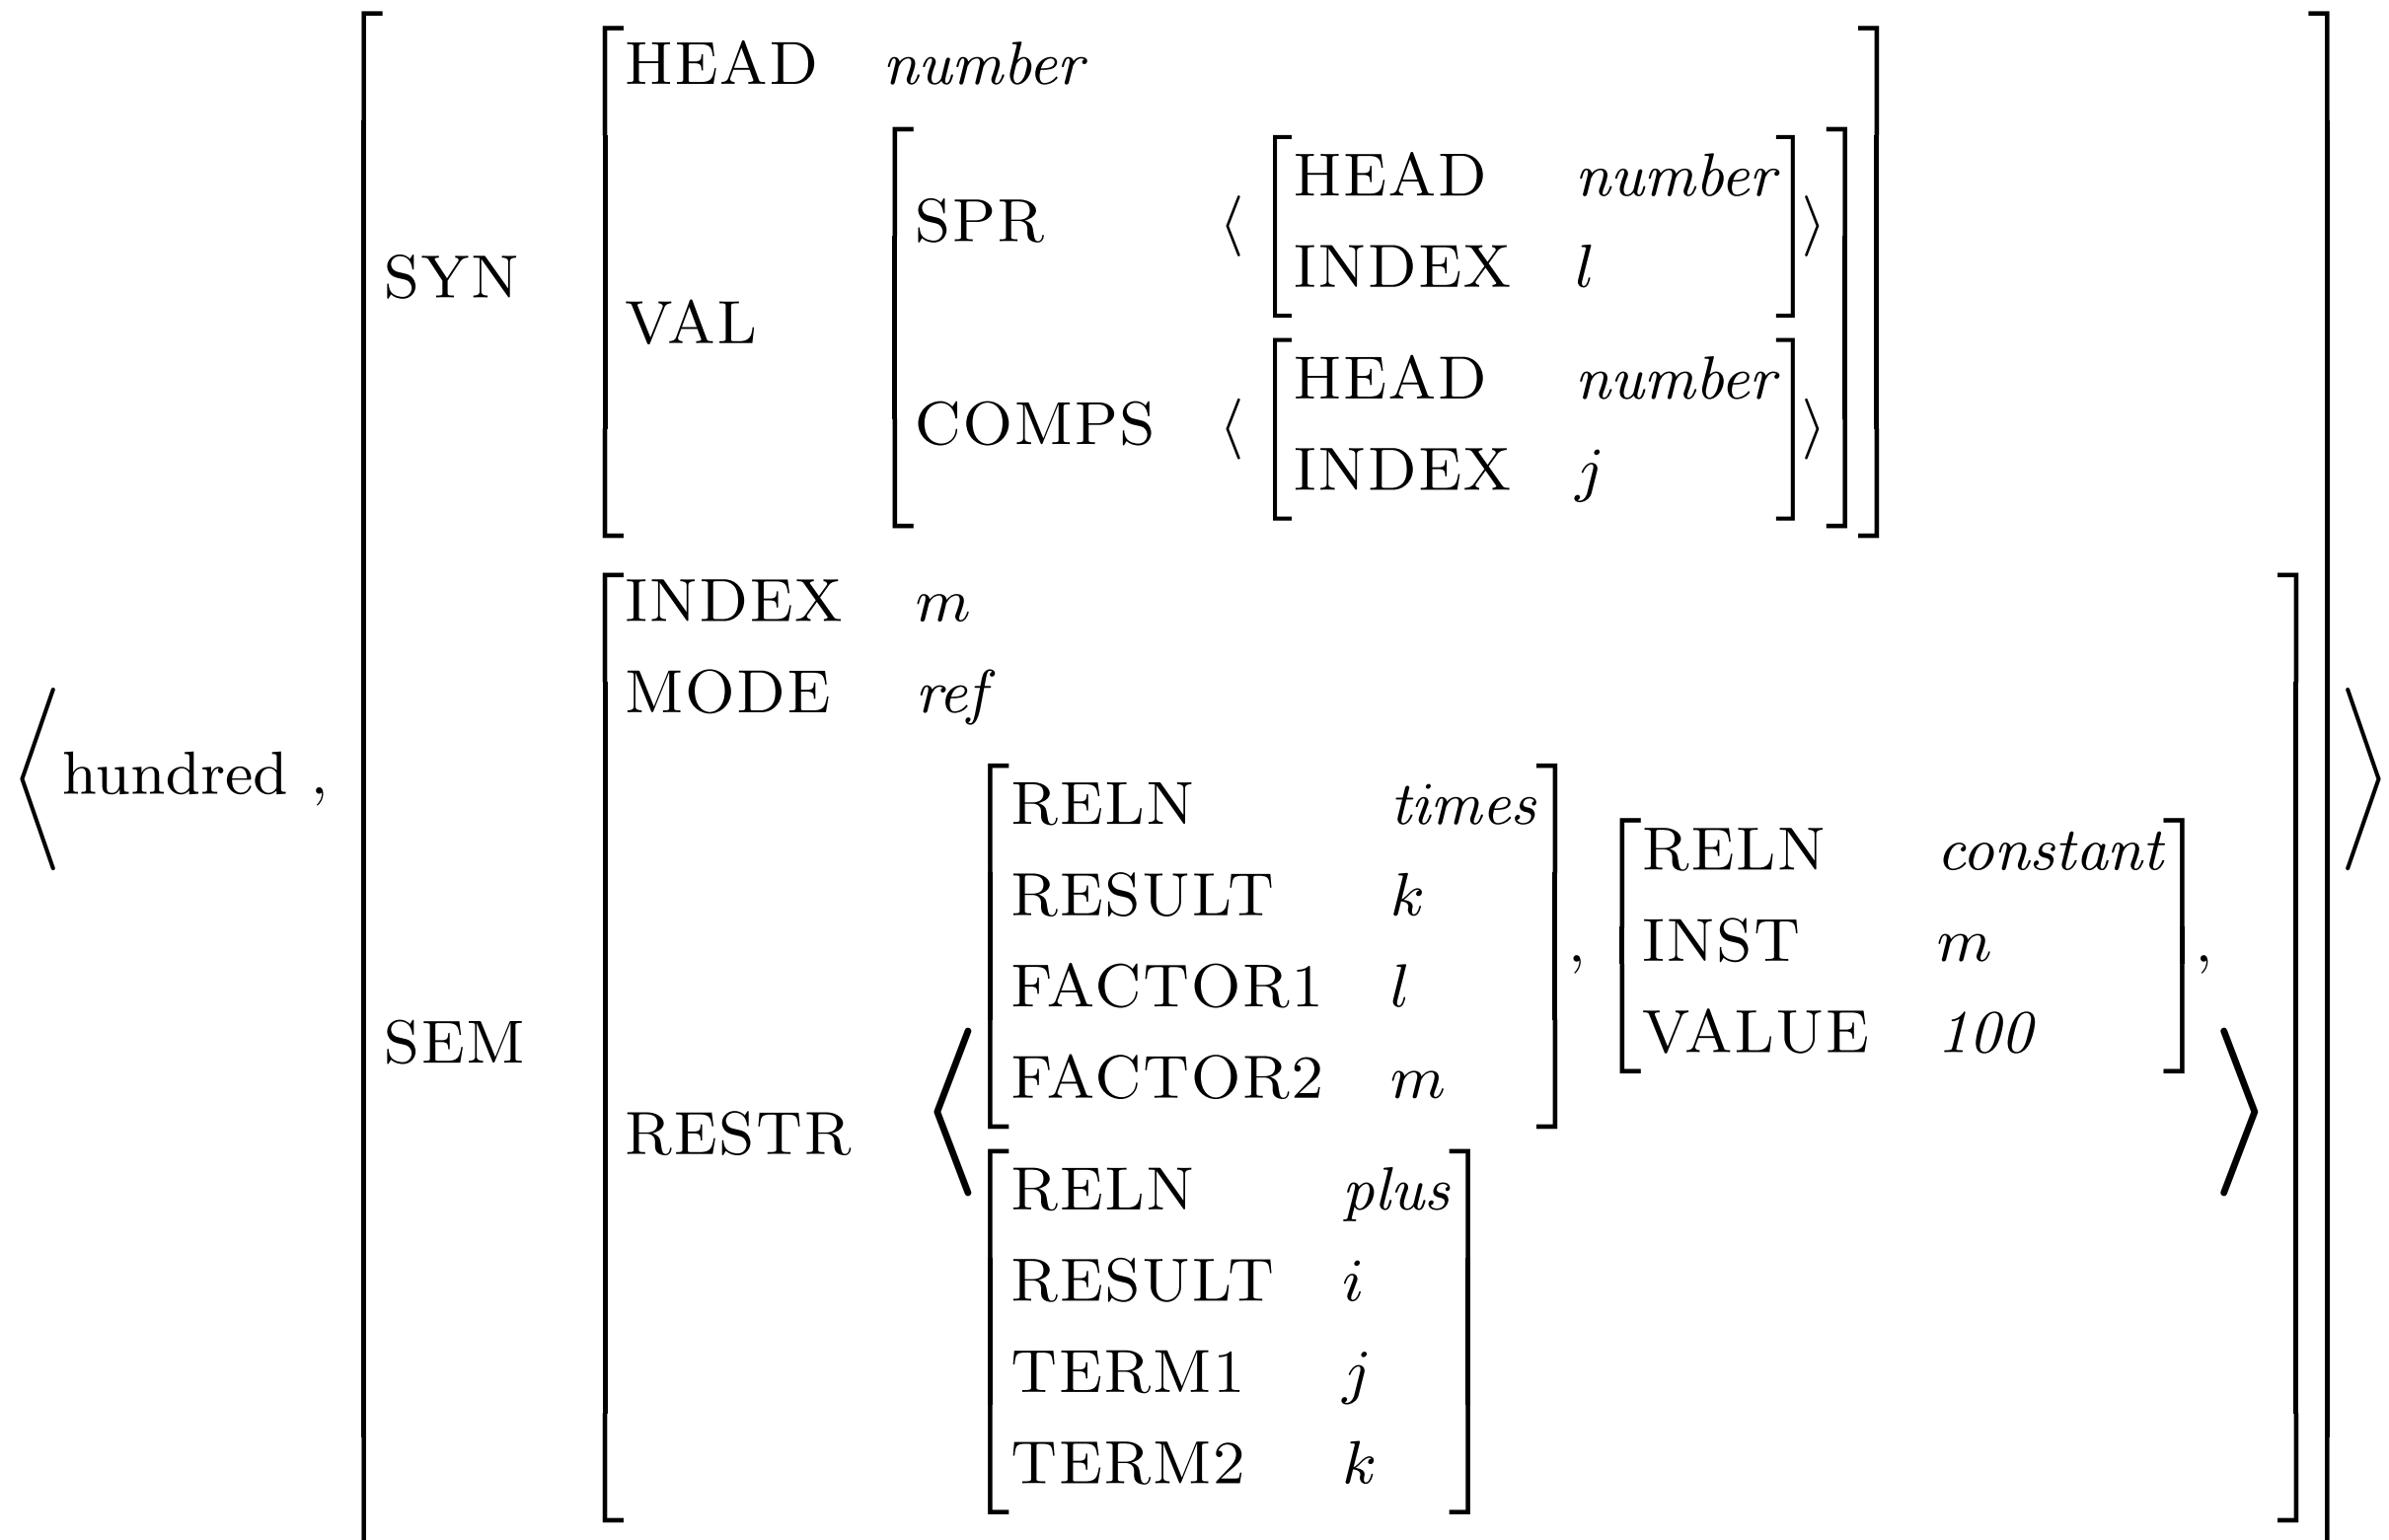 HEAD number
HEAD number
SPR ⟨ ⟩
INDEX l
SYN
VAL
HEAD number
COMPS ⟨ ⟩
INDEX j
INDEX m
MODE ref
⟨ hundred , ⟩
RELN times
RELN constant
RESULT k
INST m
, ,
FACTOR1 l
VALUE 100
SEM
FACTOR2 m
RESTR ⟨ ⟩
RELN plus
RESULT i
TERM1 j
TERM2 k